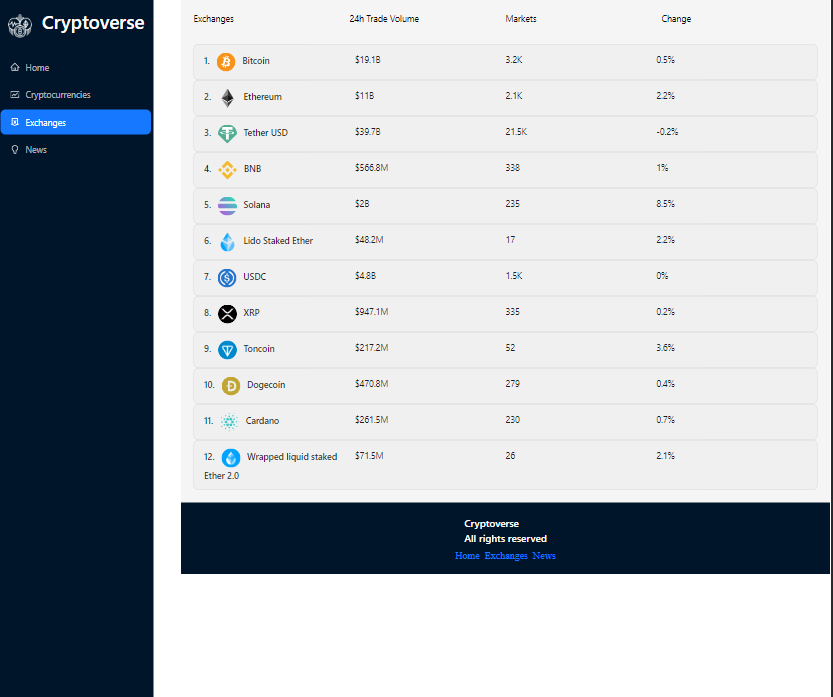 Cryptoverse
Home
Cryptocurrencies
Exchanges
News
Exchanges 24h Trade Volume Markets Change
1. Bitcoin $19.1B 3.2K 0.5%
2. Ethereum $11B 2.1K 2.2%
3. Tether USD $39.7B 21.5K -0.2%
4. BNB $566.8M 338 1%
5. Solana $2B 235 8.5%
6. Lido Staked Ether $48.2M 17 2.2%
7. USDC $4.8B 1.5K 0%
8. XRP $947.1M 335 0.2%
9. Toncoin $217.2M 52 3.6%
10. Dogecoin $470.8M 279 0.4%
11. Cardano $261.5M 230 0.7%
12. Wrapped liquid staked $71.5M 26 2.1%
Ether 2.0
Cryptoverse
All rights reserved
Home Exchanges News